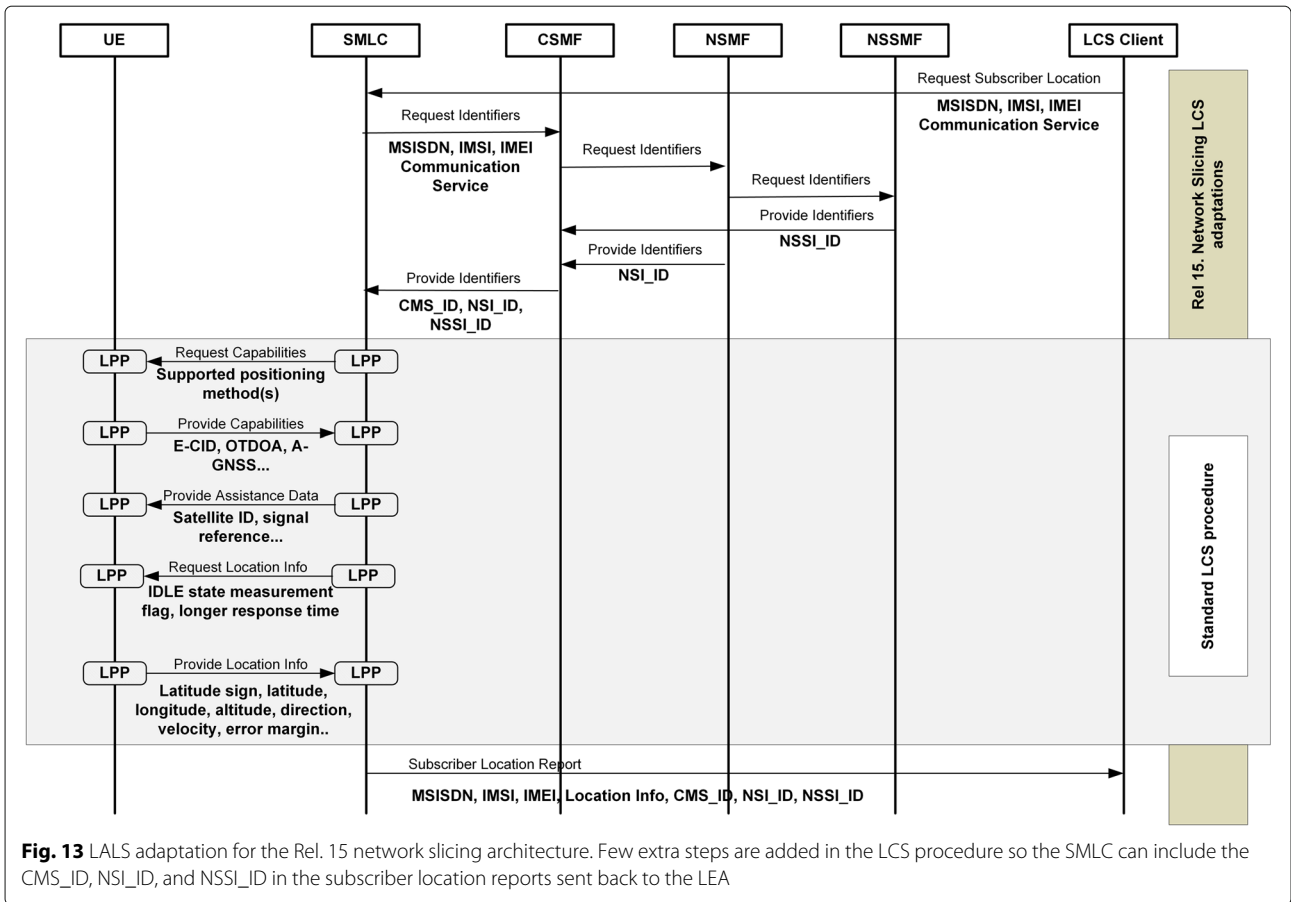 UE
SMLC
CSMF
NSMF
NSSMF
LCS Client
Request Subscriber Location
MSISDN, IMSI, IMEI
Communication Service
Request Identifiers
MSISDN, IMSI, IMEI
Communication
Service
Request Identifiers
Request Identifiers
Provide Identifiers
NSSI_ID
Provide Identifiers
NSI_ID
Provide Identifiers
CMS_ID, NSI_ID,
NSSI_ID
Rel 15. Network Slicing LCS
adaptations
LPP
Request Capabilities
LPP
Supported positioning
method(s)
LPP
Provide Capabilities
LPP
E-CID, OTDOA, A-
GNSS...
LPP
Provide Assistance Data
LPP
Satellite ID, signal
reference...
LPP
Request Location Info
LPP
IDLE state measurement
flag, longer response time
LPP
Provide Location Info
LPP
Latitude sign, latitude,
longitude, altitude, direction,
velocity, error margin..
Standard LCS procedure
Subscriber Location Report
MSISDN, IMSI, IMEI, Location Info, CMS_ID, NSI_ID, NSSI_ID
Fig. 13 LALS adaptation for the Rel. 15 network slicing architecture. Few extra steps are added in the LCS procedure so the SMLC can include the
CMS_ID, NSI_ID, and NSSI_ID in the subscriber location reports sent back to the LEA